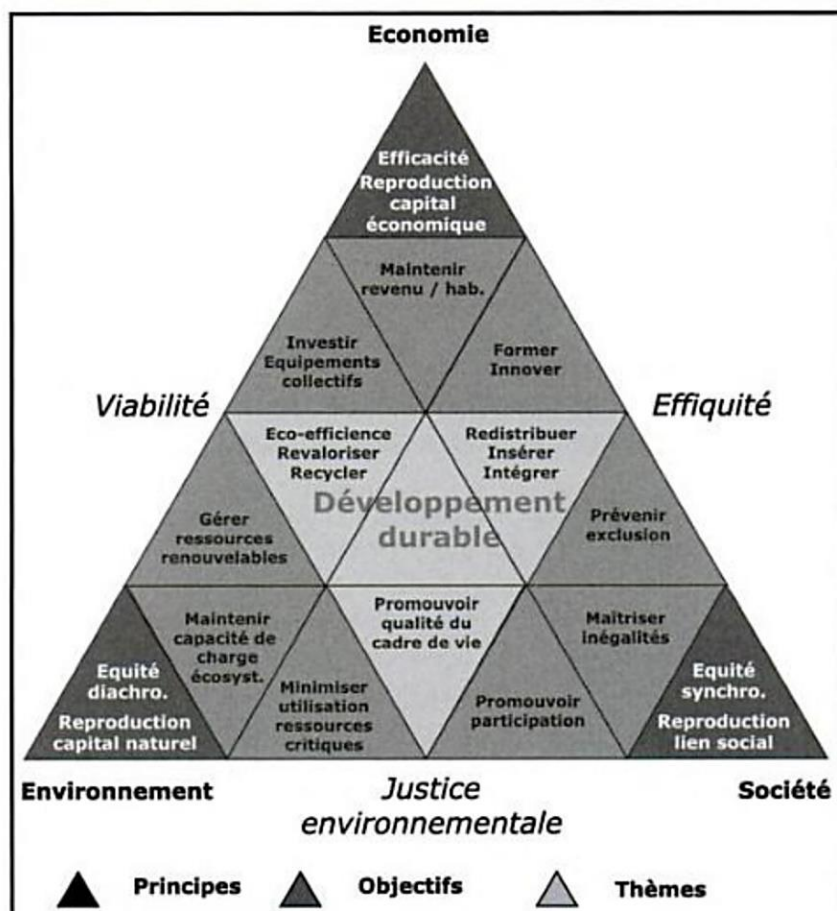 Economie
Efficacité
Reproduction
capital
économique
Maintenir
revenu / hab.
Investir
Equipements
collectifs
Former
Innover
Viabilité
Effiquité
Eco-efficience
Revaloriser
Recycler
Redistribuer
Insérer
Intégrer
Développement
durable
Gérer
ressources
renouvelables
Prévenir
exclusion
Equité
diachro.
Reproduction
capital naturel
Maintenir
capacité de
charge
écosyst.
Minimiser
utilisation
ressources
critiques
Promouvoir
qualité du
cadre de vie
Promouvoir
participation
Maîtriser
inégalités
Equité
synchro.
Reproduction
lien social
Environnement
Justice
environnementale
Société
Principes
Objectifs
Thèmes